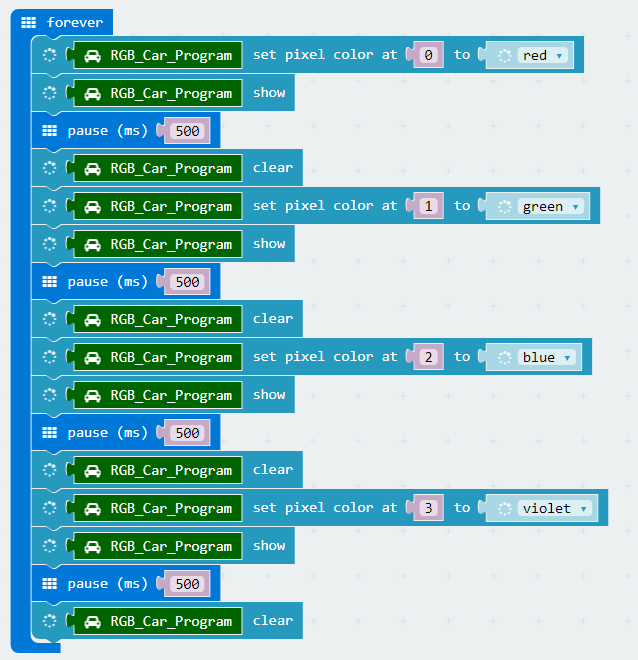 forever
RGB_Car_Program set pixel color at 0 to red
RGB_Car_Program show
pause (ms) 500
RGB_Car_Program clear
RGB_Car_Program set pixel color at 1 to green
RGB_Car_Program show
pause (ms) 500
RGB_Car_Program clear
RGB_Car_Program set pixel color at 2 to blue
RGB_Car_Program show
pause (ms) 500
RGB_Car_Program clear
RGB_Car_Program set pixel color at 3 to violet
RGB_Car_Program show
pause (ms) 500
RGB_Car_Program clear